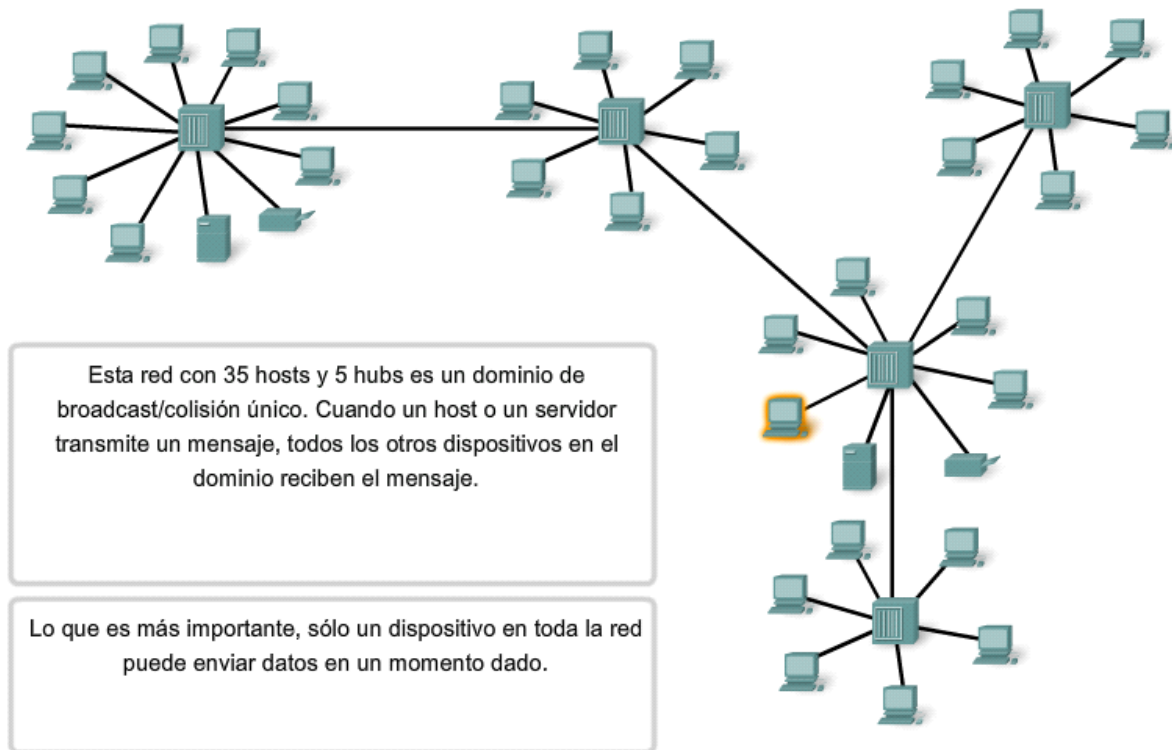 Esta red con 35 hosts y 5 hubs es un dominio de
broadcast/colisión único. Cuando un host o un servidor
transmite un mensaje, todos los otros dispositivos en el
dominio reciben el mensaje.
Lo que es más importante, sólo un dispositivo en toda la red
puede enviar datos en un momento dado.